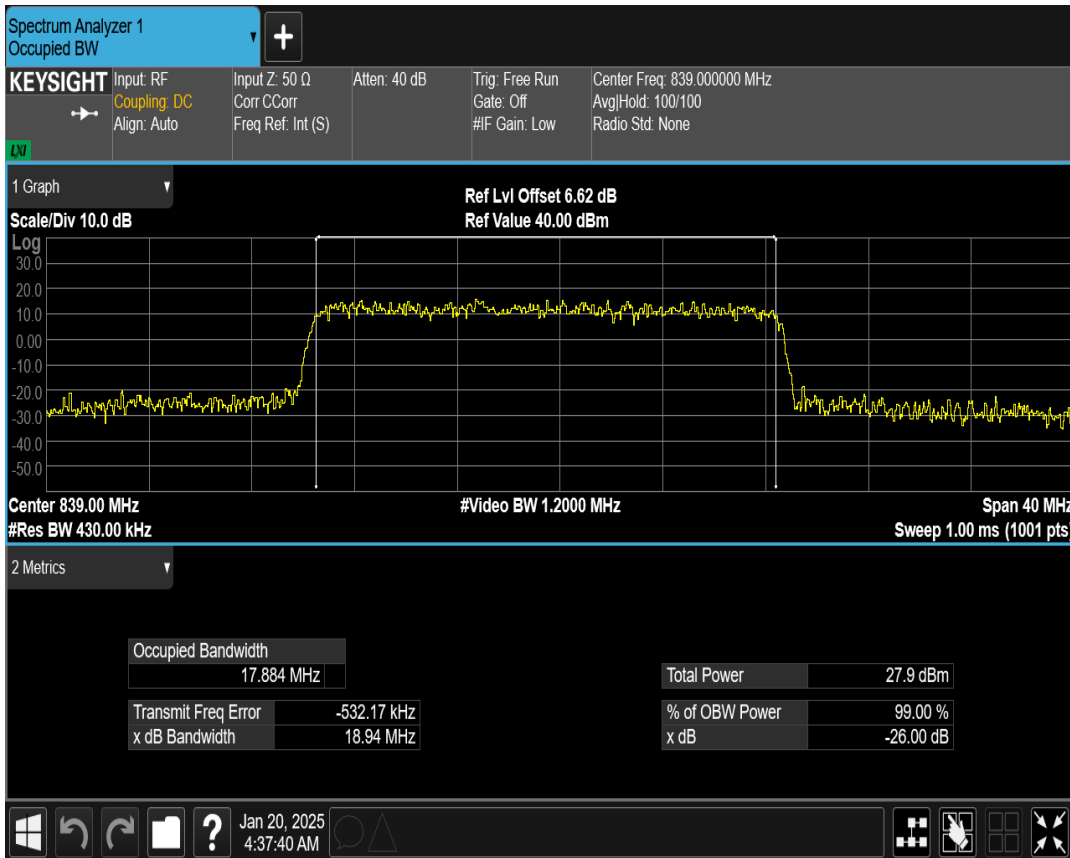 Spectrum Analyzer 1
Occupied BW
KEYSIGHT
LXI
Input: RF
Coupling: DC
Align: Auto
Input Z: 50 Ω
Corr CCorr
Freq Ref: Int (S)
Atten: 40 dB
Trig: Free Run
Gate: Off
#IF Gain: Low
Center Freq: 839.000000 MHz
Avg|Hold: 100/100
Radio Std: None
1 Graph
Scale/Div 10.0 dB
Ref Lvl Offset 6.62 dB
Ref Value 40.00 dBm
Log
30.0
20.0
10.0
0.00
-10.0
-20.0
-30.0
-40.0
-50.0
Center 839.00 MHz
#Res BW 430.00 kHz
#Video BW 1.2000 MHz
Span 40 MHz
Sweep 1.00 ms (1001 pts)
2 Metrics
Occupied Bandwidth
17.884 MHz
Transmit Freq Error -532.17 kHz
x dB Bandwidth 18.94 MHz
Total Power 27.9 dBm
% of OBW Power 99.00 %
x dB -26.00 dB
?
Jan 20, 2025
4:37:40 AM